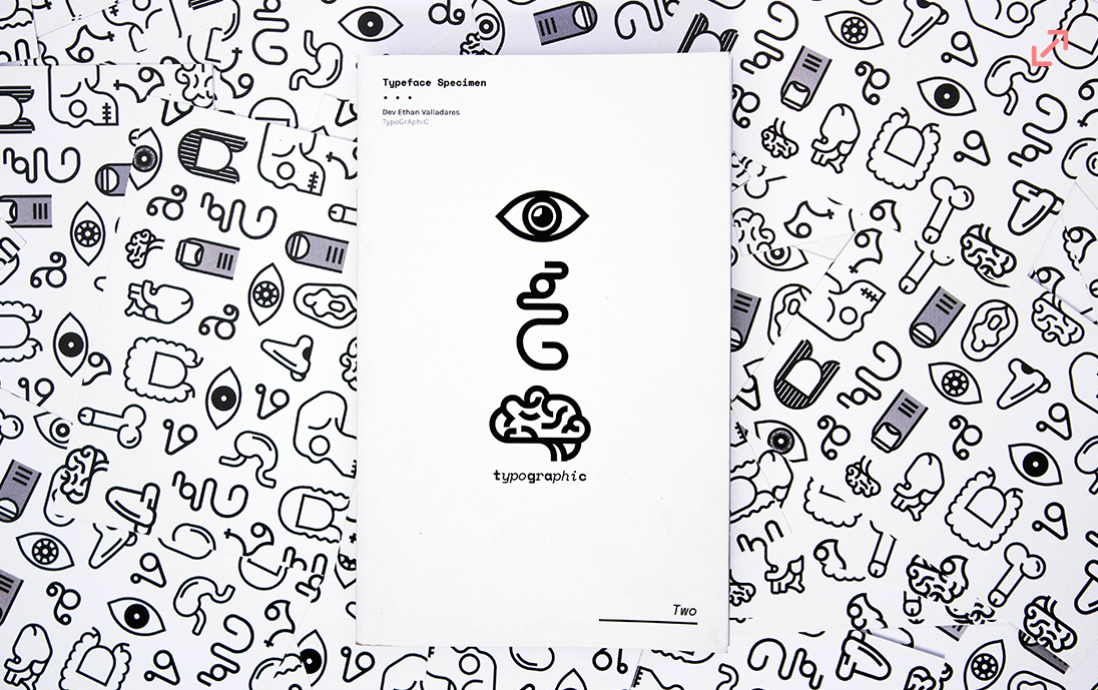 Typeface Specimen
Dev Ethan Valladares
TypoGrAphiC
typographic
Two